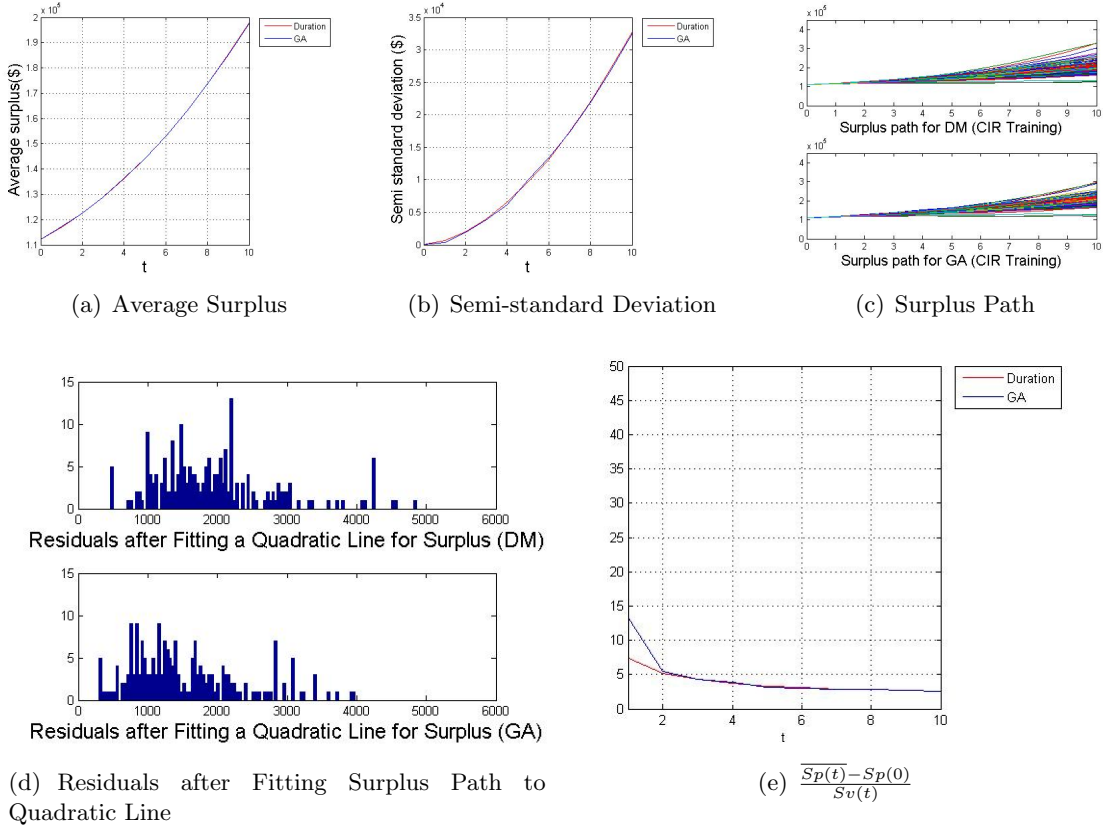 x 10⁵
2
1.9
1.8
1.7
1.6
1.5
1.4
1.3
1.2
1.1
0 2 4 6 8 10
Average surplus($)
t
Duration
GA
(a) Average Surplus
x 10⁴
3.5
3
2.5
2
1.5
1
0.5
0
0 2 4 6 8 10
Semi standard deviation ($)
t
Duration
GA
(b) Semi-standard Deviation
x 10⁵
4
3
2
1
0
0 1 2 3 4 5 6 7 8 9 10
Surplus path for DM (CIR Training)
x 10⁵
4
3
2
1
0
0 1 2 3 4 5 6 7 8 9 10
Surplus path for GA (CIR Training)
(c) Surplus Path
15
10
5
0
0 1000 2000 3000 4000 5000 6000
Residuals after Fitting a Quadratic Line for Surplus (DM)
15
10
5
0
0 1000 2000 3000 4000 5000 6000
Residuals after Fitting a Quadratic Line for Surplus (GA)
(d) Residuals after Fitting Surplus Path to
Quadratic Line
50
45
40
35
30
25
20
15
10
5
0
2 4 6 8 10
t
Duration
GA
(e) $\frac{\overline{Sp(t)}-Sp(0)}{Sv(t)}$